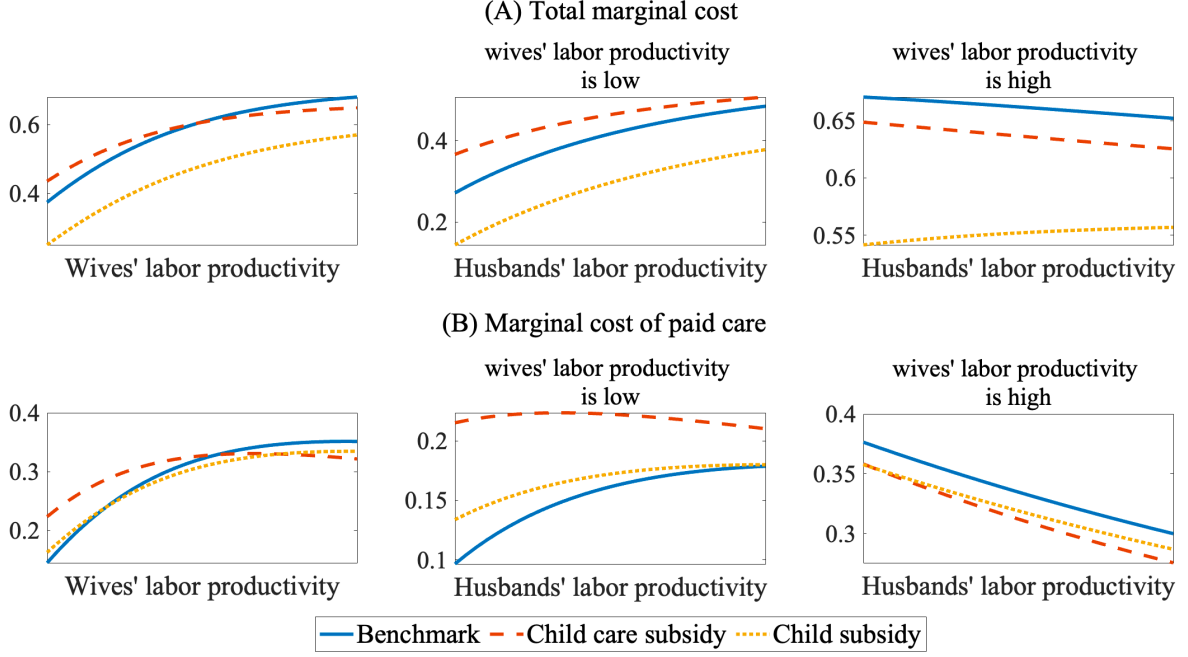 (A) Total marginal cost
wives' labor productivity
is low
wives' labor productivity
is high
0.6
0.4
Wives' labor productivity
0.4
0.2
Husbands' labor productivity
0.65
0.6
0.55
Husbands' labor productivity
(B) Marginal cost of paid care
wives' labor productivity
is low
wives' labor productivity
is high
0.4
0.3
0.2
Wives' labor productivity
0.2
0.15
0.1
Husbands' labor productivity
0.4
0.35
0.3
Husbands' labor productivity
Benchmark Child care subsidy Child subsidy